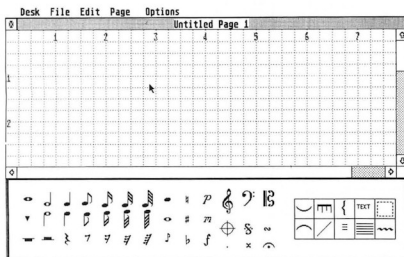 Desk File Edit Page Options
Untitled Page 1
1 2 3 4 5 6 7
1
2
TEXT